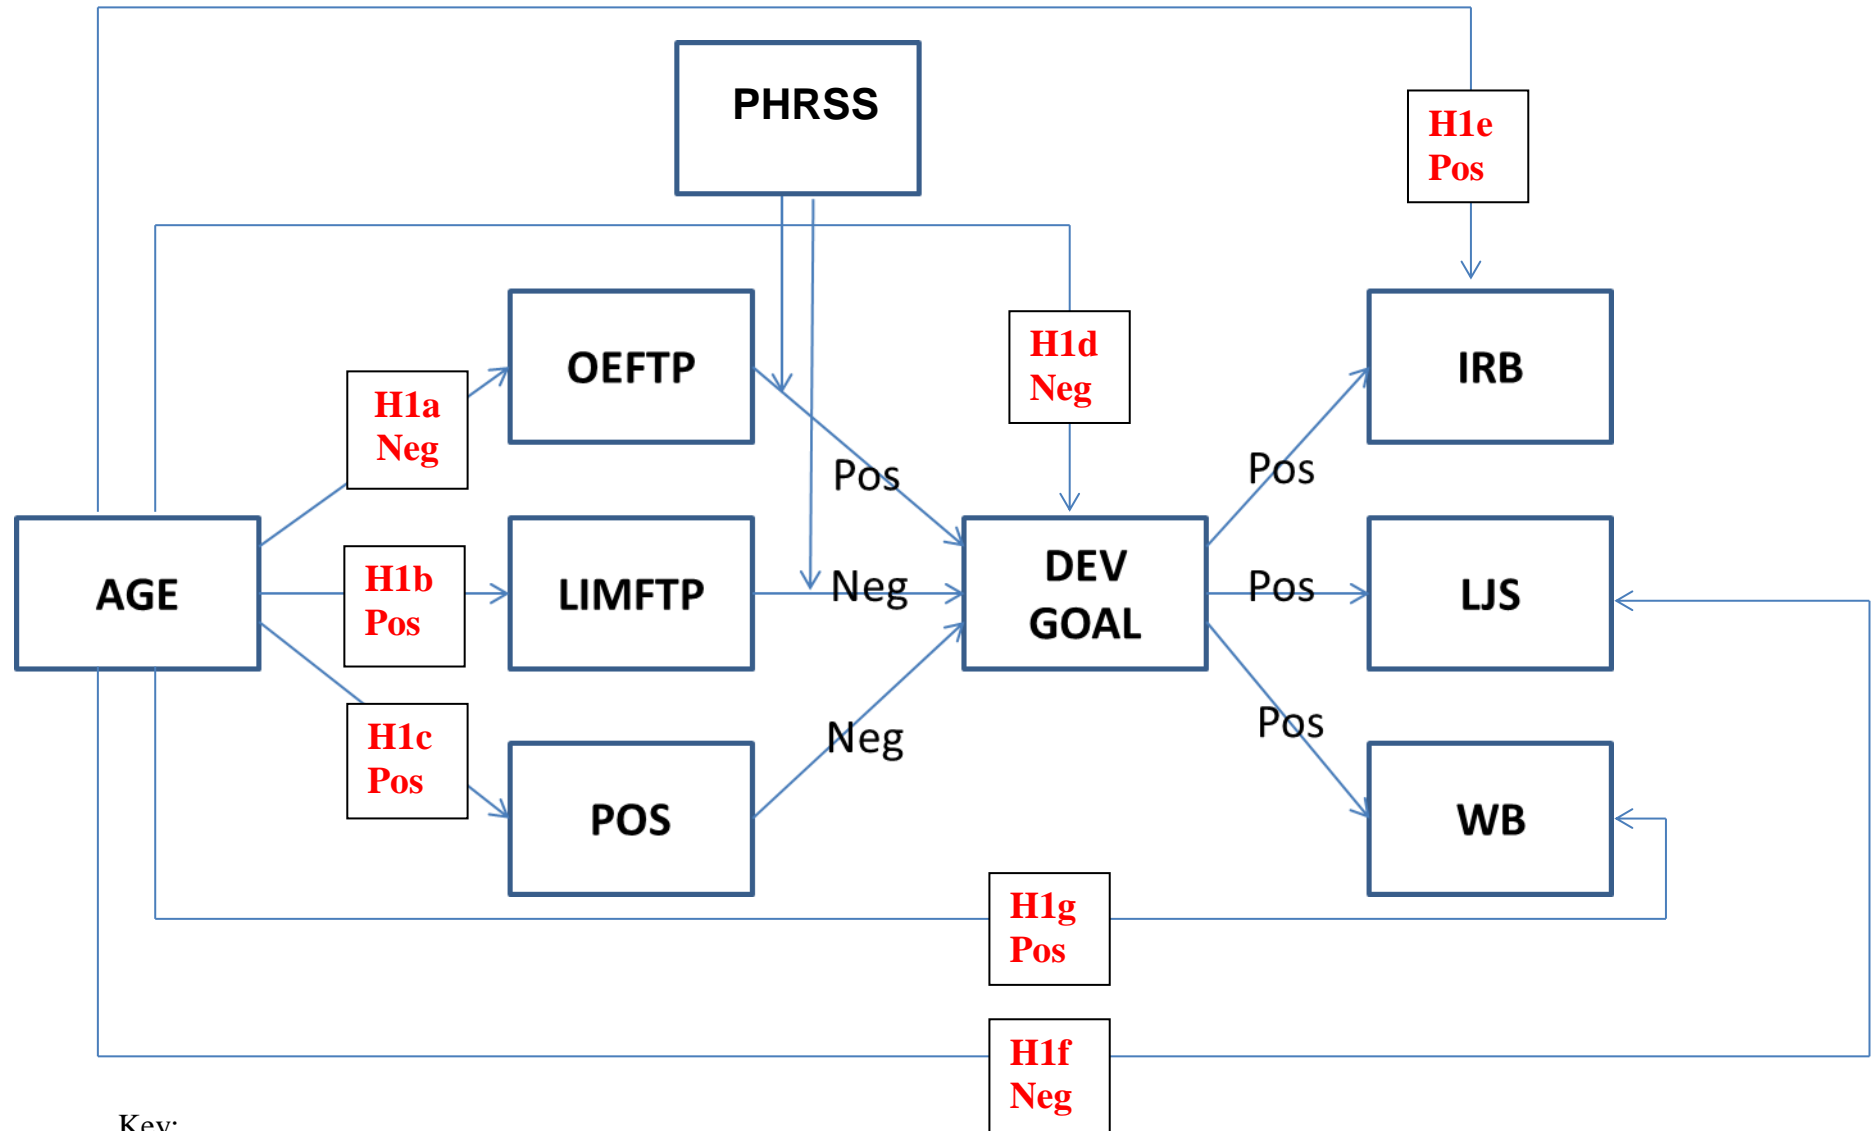 PHRSS
H1e
Pos
H1d
Neg
OEFTP
IRB
H1a
Neg
Pos
Pos
AGE
H1b
Pos
LIMFTP
Neg
DEV
GOAL
Pos
LJS
H1c
Pos
POS
Neg
Pos
WB
H1g
Pos
H1f
Neg
Key: